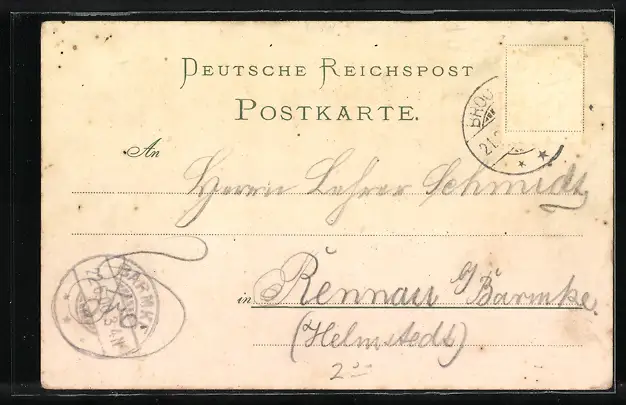 DEUTSCHE REICHSPOST
POSTKARTE.
An
Herrn Lehrer Schmidt,
in Rennau b/ Barmke.
(Helmstedt)
BARMKE